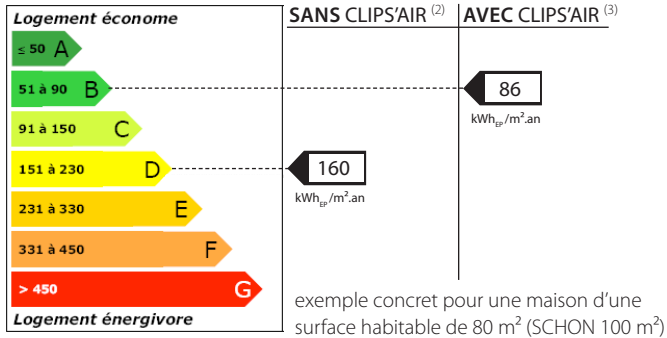 Logement économe
SANS CLIPS'AIR (2)
AVEC CLIPS'AIR (3)
≤ 50 A
51 à 90 B
86
kWhEP/m².an
91 à 150 C
151 à 230 D
160
kWhEP/m².an
231 à 330 E
331 à 450 F
> 450 G
Logement énergivore
exemple concret pour une maison d'une
surface habitable de 80 m² (SCHON 100 m²)